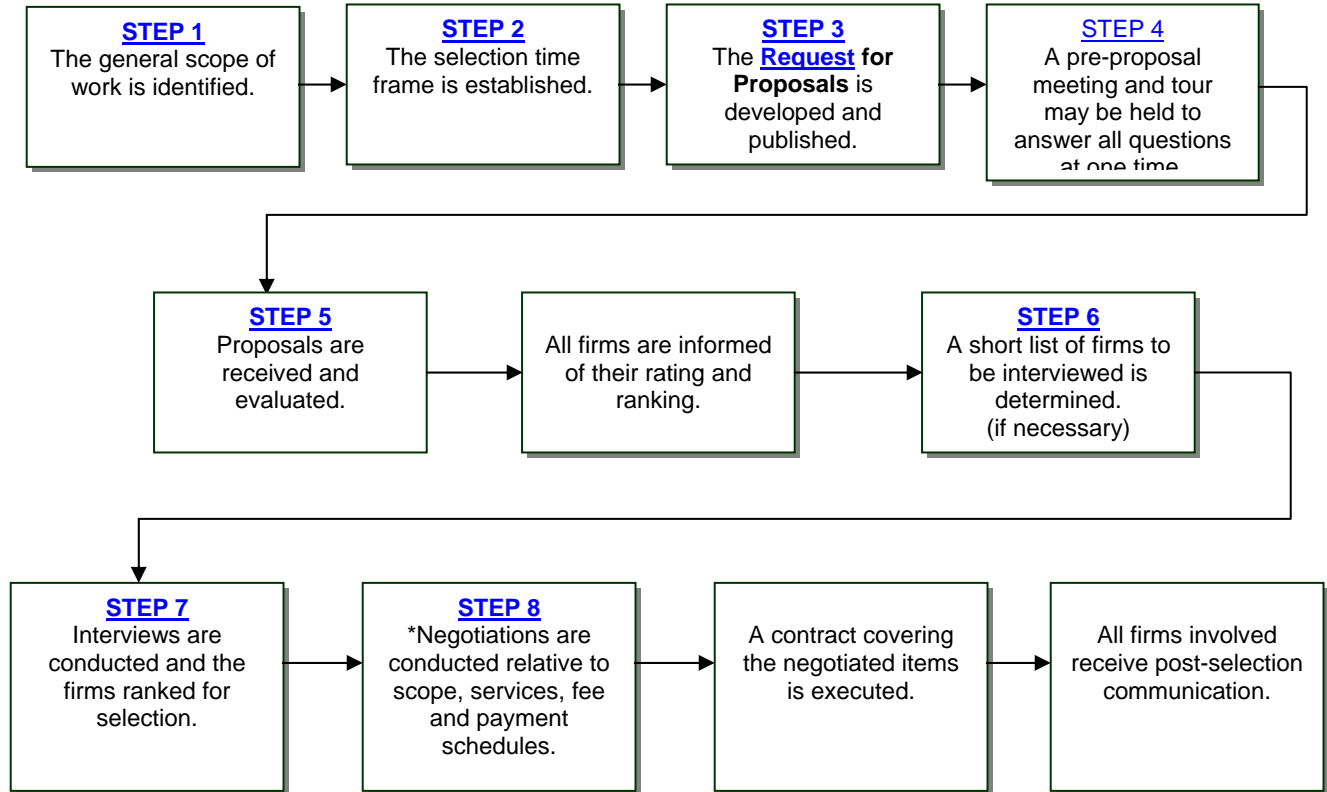 STEP 1
The general scope of
work is identified.
STEP 2
The selection time
frame is established.
STEP 3
The Request for
Proposals is
developed and
published.
STEP 4
A pre-proposal
meeting and tour
may be held to
answer all questions
at one time
STEP 5
Proposals are
received and
evaluated.
All firms are informed
of their rating and
ranking.
STEP 6
A short list of firms to
be interviewed is
determined.
(if necessary)
STEP 7
Interviews are
conducted and the
firms ranked for
selection.
STEP 8
*Negotiations are
conducted relative to
scope, services, fee
and payment
schedules.
A contract covering
the negotiated items
is executed.
All firms involved
receive post-selection
communication.